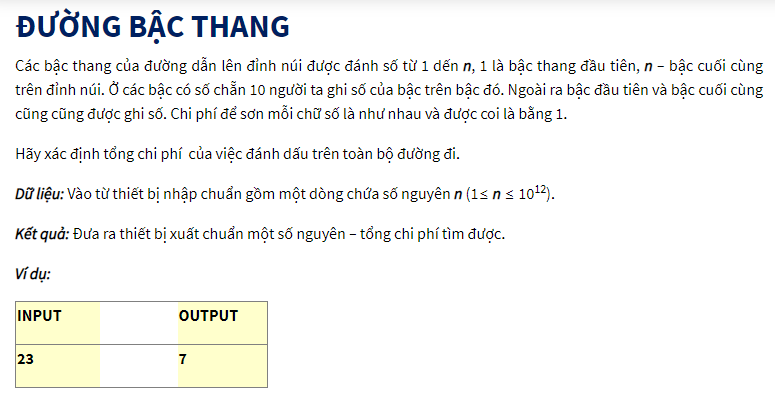 ĐƯỜNG BẬC THANG
Các bậc thang của đường dẫn lên đỉnh núi được đánh số từ 1 dến n, 1 là bậc thang đầu tiên, n – bậc cuối cùng
trên đỉnh núi. Ở các bậc có số chẵn 10 người ta ghi số của bậc trên bậc đó. Ngoài ra bậc đầu tiên và bậc cuối cùng
cũng cũng được ghi số. Chi phí để sơn mỗi chữ số là như nhau và được coi là bằng 1.
Hãy xác định tổng chi phí của việc đánh dấu trên toàn bộ đường đi.
Dữ liệu: Vào từ thiết bị nhập chuẩn gồm một dòng chứa số nguyên n (1≤ n ≤ 10¹²).
Kết quả: Đưa ra thiết bị xuất chuẩn một số nguyên – tổng chi phí tìm được.
Ví dụ:
INPUT OUTPUT
23 7